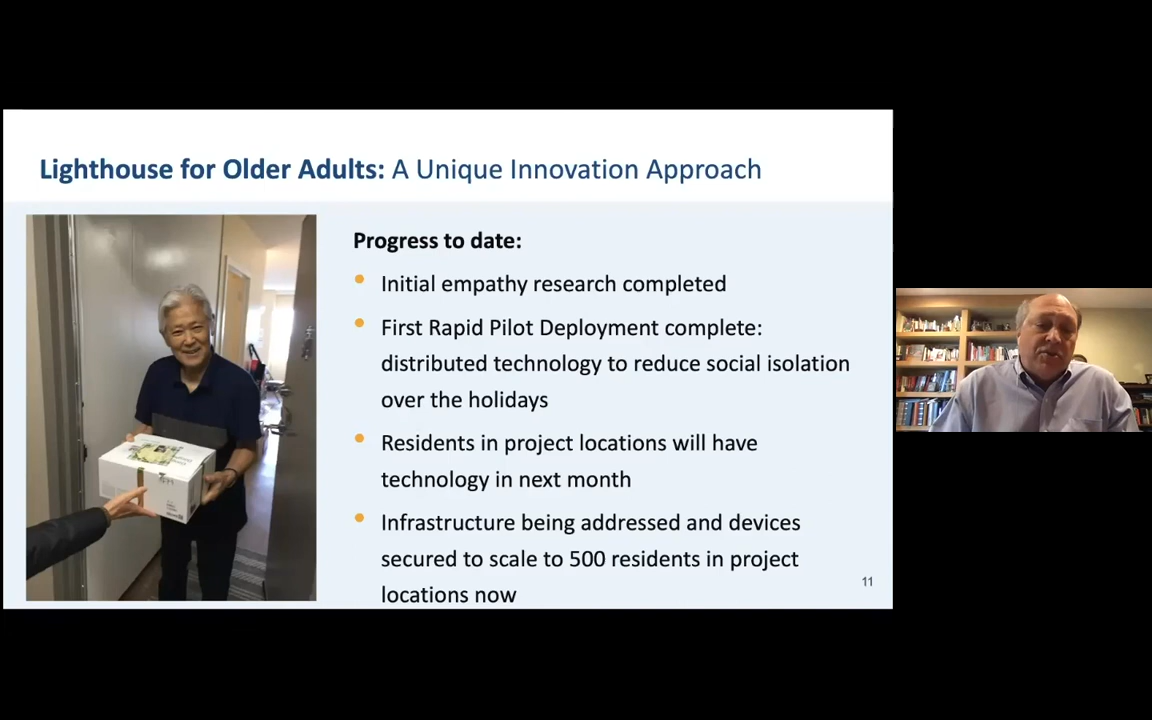 Lighthouse for Older Adults: A Unique Innovation Approach
Progress to date:
• Initial empathy research completed
• First Rapid Pilot Deployment complete:
distributed technology to reduce social isolation
over the holidays
• Residents in project locations will have
technology in next month
• Infrastructure being addressed and devices
secured to scale to 500 residents in project
locations now
11